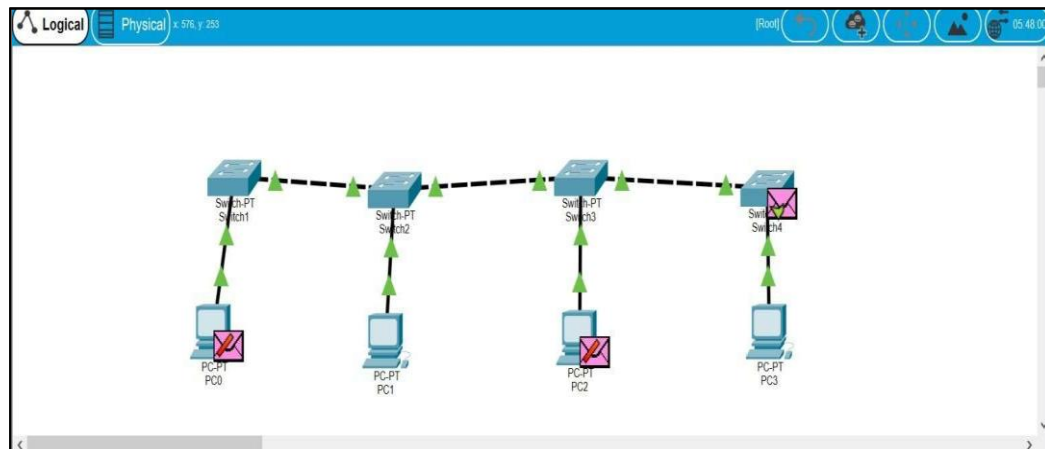 Logical Physical x: 576, y: 253 [Root] 05:48:00
Switch-PT
Switch1
Switch-PT
Switch2
Switch-PT
Switch3
Switch4
PC-PT
PC0
PC-PT
PC1
PC-PT
PC2
PC-PT
PC3